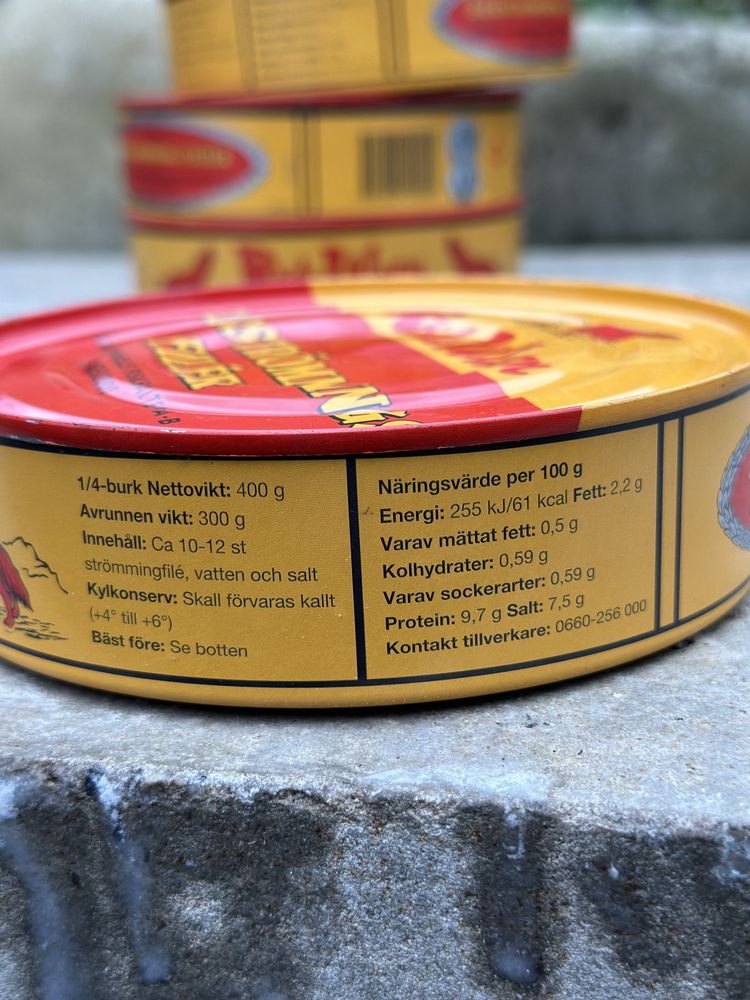 STRÖMMINGS
FILÉR
1/4-burk Nettovikt: 400 g
Avrunnen vikt: 300 g
Innehåll: Ca 10-12 st
strömmingfilé, vatten och salt
Kylkonserv: Skall förvaras kallt
(+4° till +6°)
Bäst före: Se botten
Näringsvärde per 100 g
Energi: 255 kJ/61 kcal Fett: 2,2 g
Varav mättat fett: 0,5 g
Kolhydrater: 0,59 g
Varav sockerarter: 0,59 g
Protein: 9,7 g Salt: 7,5 g
Kontakt tillverkare: 0660-256 000